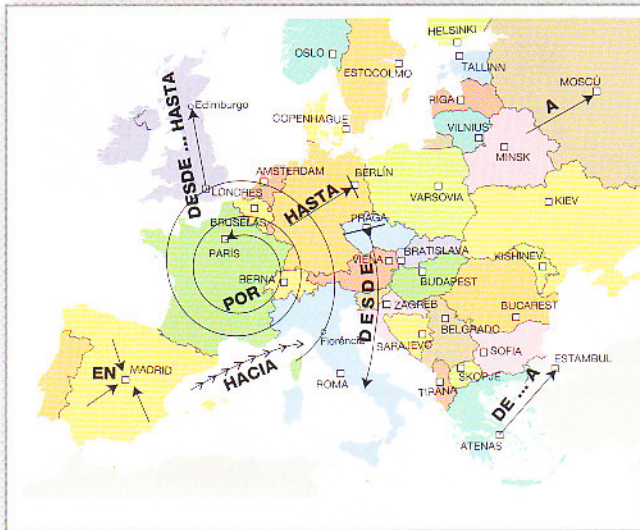 HELSINKI
OSLO
ESTOCOLMO
TALLINN
MOSCÚ
RIGA
A
Edimburgo
COPENHAGUE
VILNIUS
MINSK
DESDE ... HASTA
AMSTERDAM
BERLÍN
LONDRES
HASTA
VARSOVIA
KIEV
BRUSELAS
PRAGA
PARÍS
VIENA
BRATISLAVA
KISHINEV
BERNA
DESDE
BUDAPEST
POR
ZAGREB
BUCAREST
BELGRADO
Florencia
SARAJEVO
SOFIA
ESTAMBUL
HACIA
EN
MADRID
ROMA
SKOPJE
TIRANA
DE ... A
ATENAS